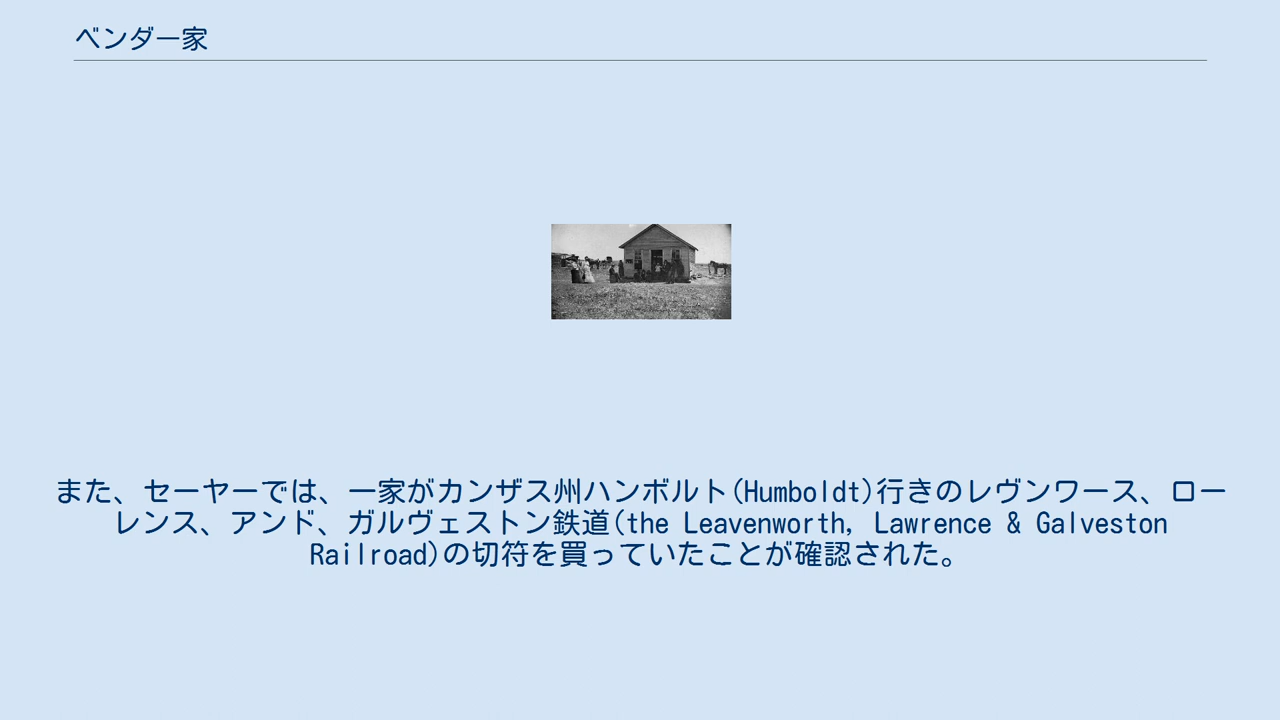 ベンダー家
また、セーヤーでは、一家がカンザス州ハンボルト(Humboldt)行きのレヴンワース、ロー
レンス、アンド、ガルヴェストン鉄道(the Leavenworth, Lawrence & Galveston
Railroad)の切符を買っていたことが確認された。